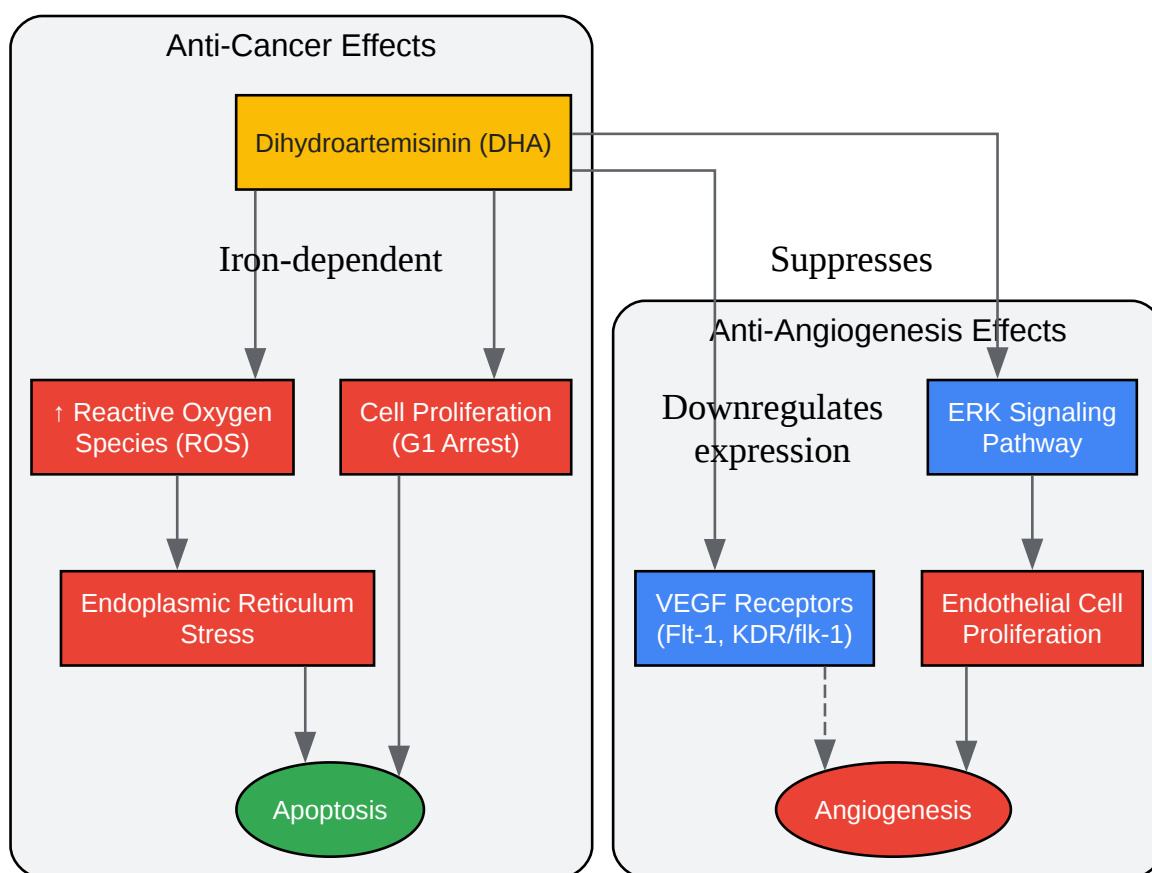 Anti-Cancer Effects
Dihydroartemisinin (DHA)
Iron-dependent
Suppresses
Anti-Angiogenesis Effects
↑ Reactive Oxygen
Species (ROS)
Cell Proliferation
(G1 Arrest)
Downregulates
expression
ERK Signaling
Pathway
Endoplasmic Reticulum
Stress
VEGF Receptors
(Flt-1, KDR/flk-1)
Endothelial Cell
Proliferation
Apoptosis
Angiogenesis